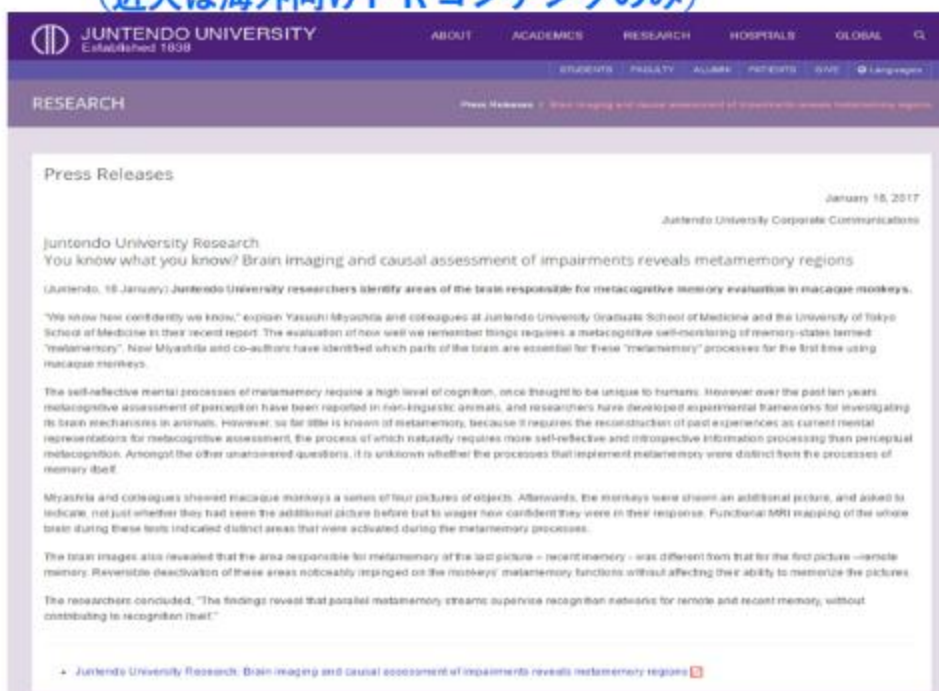 (近大は海外向けPRコンテンツのみ)
JUNTENDO UNIVERSITY
Established 1838
ABOUT ACADEMICS RESEARCH HOSPITALS GLOBAL
STUDENTS FACULTY ALUMNI PATIENTS GIVE Languages
RESEARCH
Press Releases / Brain imaging and causal assessment of impairments reveals metamemory regions
Press Releases
January 18, 2017
Juntendo University Corporate Communications
Juntendo University Research
You know what you know? Brain imaging and causal assessment of impairments reveals metamemory regions
(Juntendo, 18 January) Juntendo University researchers identify areas of the brain responsible for metacognitive memory evaluation in macaque monkeys.
"We know how confidently we know," explain Yasushi Miyashita and colleagues at Juntendo University Graduate School of Medicine and the University of Tokyo
School of Medicine in their recent report. The evaluation of how well we remember things requires a metacognitive self-monitoring of memory-states termed
"metamemory". Now Miyashita and co-authors have identified which parts of the brain are essential for these "metamemory" processes for the first time using
macaque monkeys.
The self-reflective mental processes of metamemory require a high level of cognition, once thought to be unique to humans. However over the past ten years
metacognitive assessment of perception have been reported in non-linguistic animals, and researchers have developed experimental frameworks for investigating
its brain mechanisms in animals. However, so far little is known of metamemory, because it requires the reconstruction of past experiences as current mental
representations for metacognitive assessment, the process of which naturally requires more self-reflective and introspective information processing than perceptual
metacognition. Amongst the other unanswered questions, it is unknown whether the processes that implement metamemory were distinct from the processes of
memory itself.
Miyashita and colleagues showed macaque monkeys a series of four pictures of objects. Afterwards, the monkeys were shown an additional picture, and asked to
indicate, not just whether they had seen the additional picture before but to wager how confident they were in their response. Functional MRI mapping of the whole
brain during these tests indicated distinct areas that were activated during the metamemory processes.
The brain images also revealed that the area responsible for metamemory of the last picture – recent memory - was different from that for the first picture –remote
memory. Reversible deactivation of these areas noticeably impinged on the monkeys' metamemory functions without affecting their ability to memorize the pictures
The researchers concluded, "The findings reveal that parallel metamemory streams supervise recognition networks for remote and recent memory, without
contributing to recognition itself."
Juntendo University Research: Brain imaging and causal assessment of impairments reveals metamemory regions